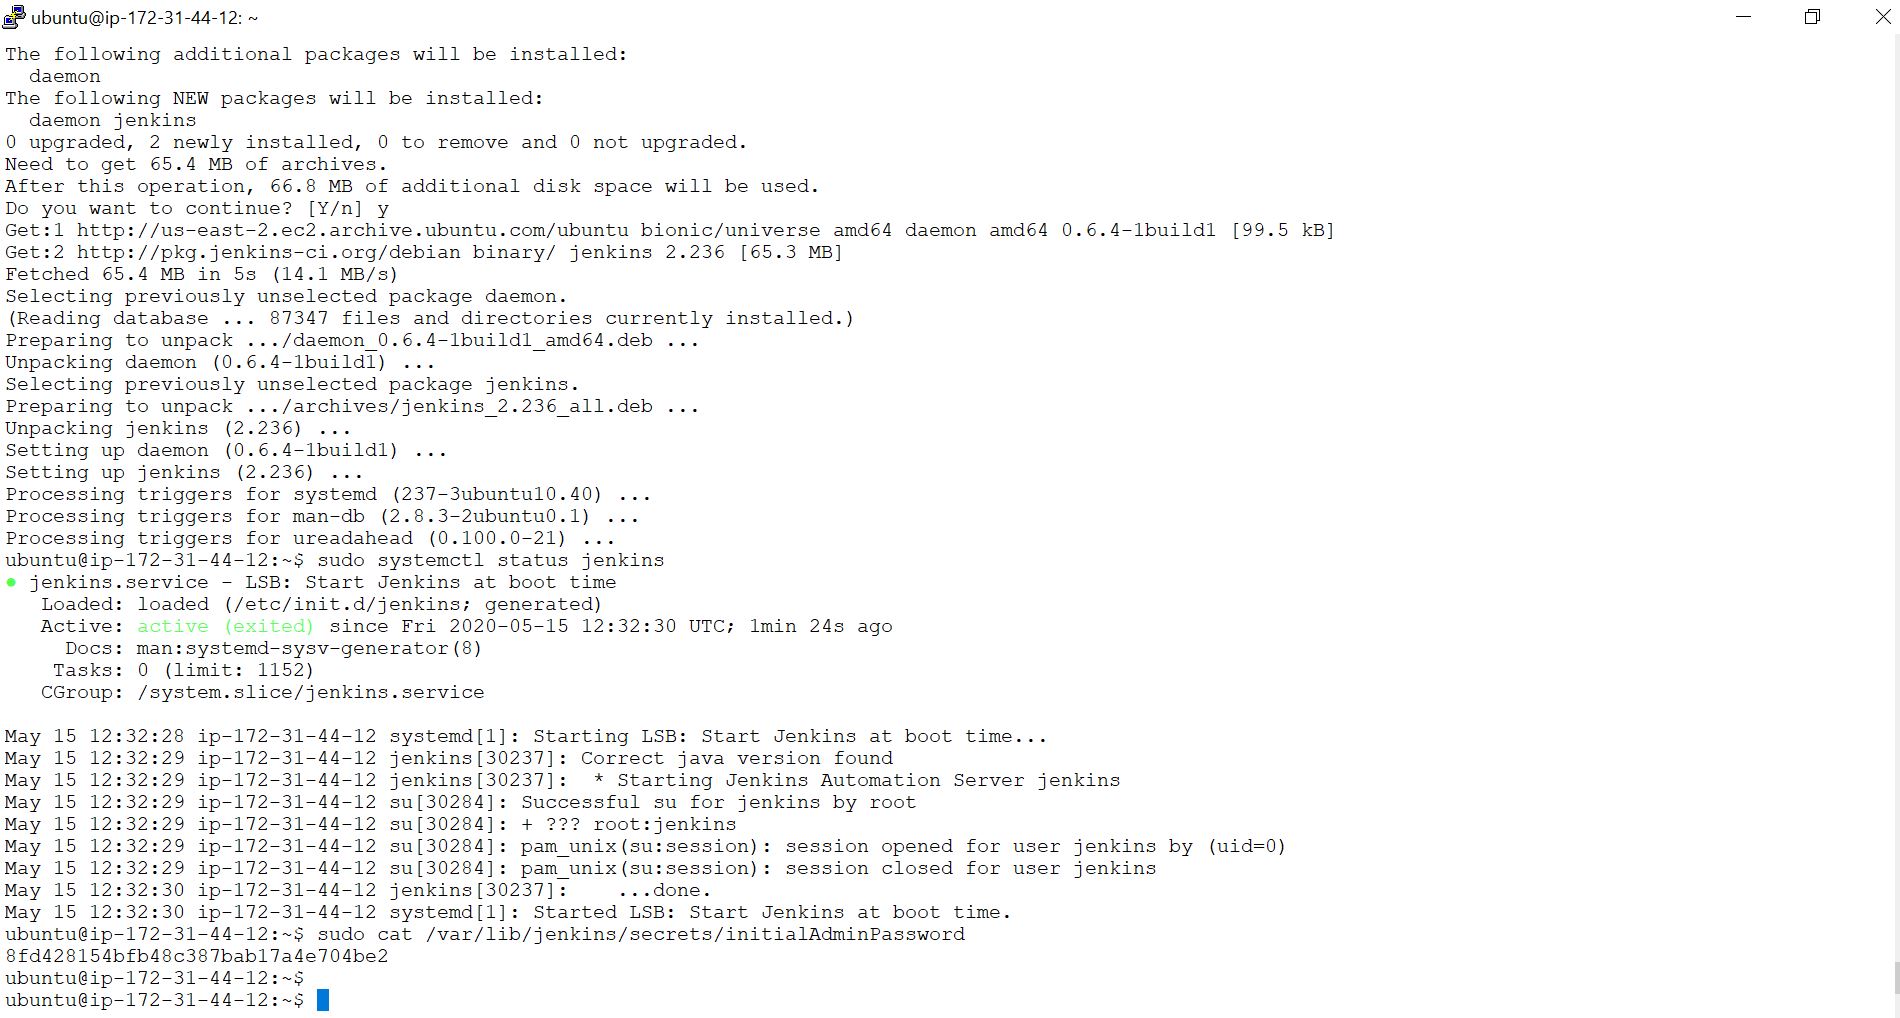 ubuntu@ip-172-31-44-12: ~
The following additional packages will be installed:
  daemon
The following NEW packages will be installed:
  daemon jenkins
0 upgraded, 2 newly installed, 0 to remove and 0 not upgraded.
Need to get 65.4 MB of archives.
After this operation, 66.8 MB of additional disk space will be used.
Do you want to continue? [Y/n] y
Get:1 http://us-east-2.ec2.archive.ubuntu.com/ubuntu bionic/universe amd64 daemon amd64 0.6.4-1build1 [99.5 kB]
Get:2 http://pkg.jenkins-ci.org/debian binary/ jenkins 2.236 [65.3 MB]
Fetched 65.4 MB in 5s (14.1 MB/s)
Selecting previously unselected package daemon.
(Reading database ... 87347 files and directories currently installed.)
Preparing to unpack .../daemon_0.6.4-1build1_amd64.deb ...
Unpacking daemon (0.6.4-1build1) ...
Selecting previously unselected package jenkins.
Preparing to unpack .../archives/jenkins_2.236_all.deb ...
Unpacking jenkins (2.236) ...
Setting up daemon (0.6.4-1build1) ...
Setting up jenkins (2.236) ...
Processing triggers for systemd (237-3ubuntu10.40) ...
Processing triggers for man-db (2.8.3-2ubuntu0.1) ...
Processing triggers for ureadahead (0.100.0-21) ...
ubuntu@ip-172-31-44-12:~$ sudo systemctl status jenkins
● jenkins.service - LSB: Start Jenkins at boot time
   Loaded: loaded (/etc/init.d/jenkins; generated)
   Active: active (exited) since Fri 2020-05-15 12:32:30 UTC; 1min 24s ago
     Docs: man:systemd-sysv-generator(8)
    Tasks: 0 (limit: 1152)
   CGroup: /system.slice/jenkins.service
May 15 12:32:28 ip-172-31-44-12 systemd[1]: Starting LSB: Start Jenkins at boot time...
May 15 12:32:29 ip-172-31-44-12 jenkins[30237]: Correct java version found
May 15 12:32:29 ip-172-31-44-12 jenkins[30237]:  * Starting Jenkins Automation Server jenkins
May 15 12:32:29 ip-172-31-44-12 su[30284]: Successful su for jenkins by root
May 15 12:32:29 ip-172-31-44-12 su[30284]: + ??? root:jenkins
May 15 12:32:29 ip-172-31-44-12 su[30284]: pam_unix(su:session): session opened for user jenkins by (uid=0)
May 15 12:32:29 ip-172-31-44-12 su[30284]: pam_unix(su:session): session closed for user jenkins
May 15 12:32:30 ip-172-31-44-12 jenkins[30237]:    ...done.
May 15 12:32:30 ip-172-31-44-12 systemd[1]: Started LSB: Start Jenkins at boot time.
ubuntu@ip-172-31-44-12:~$ sudo cat /var/lib/jenkins/secrets/initialAdminPassword
8fd428154bfb48c387bab17a4e704be2
ubuntu@ip-172-31-44-12:~$
ubuntu@ip-172-31-44-12:~$